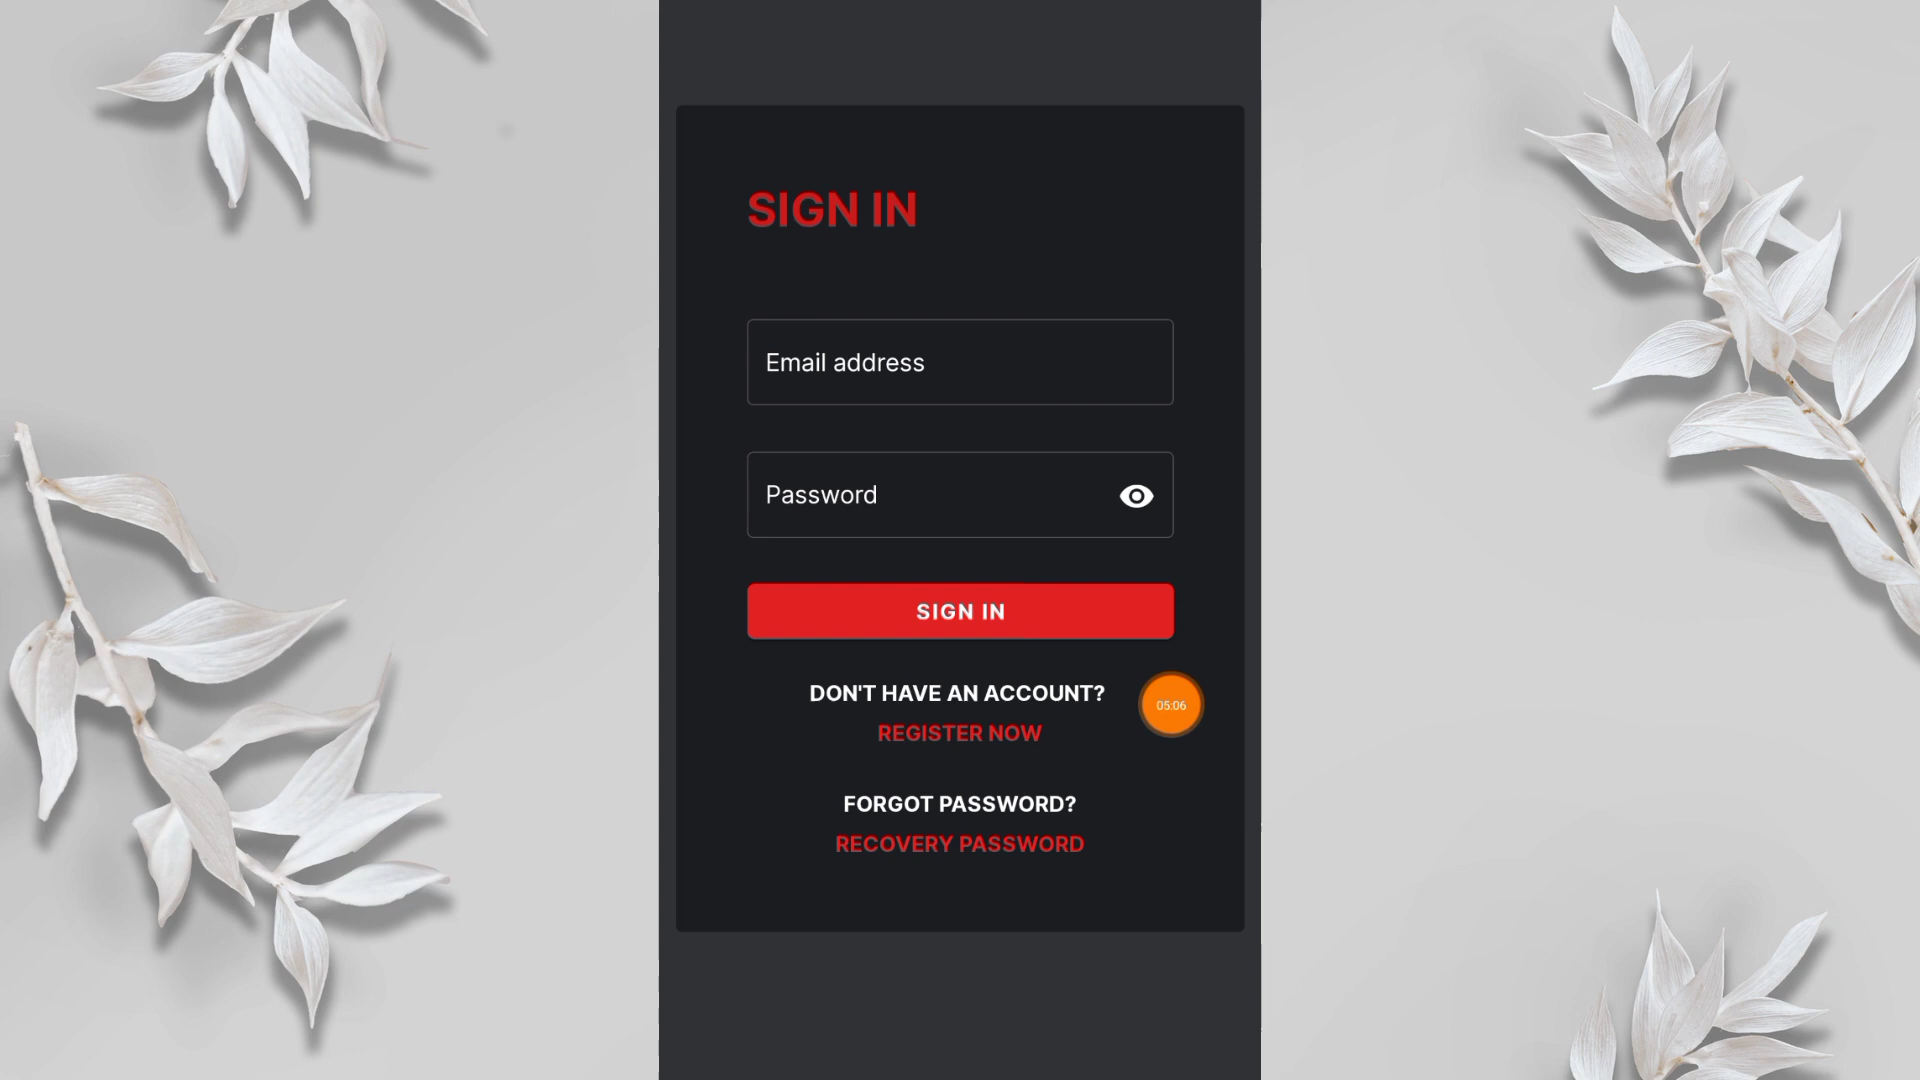 SIGN IN
Email address
Password
SIGN IN
DON'T HAVE AN ACCOUNT?
05:06
REGISTER NOW
FORGOT PASSWORD?
RECOVERY PASSWORD